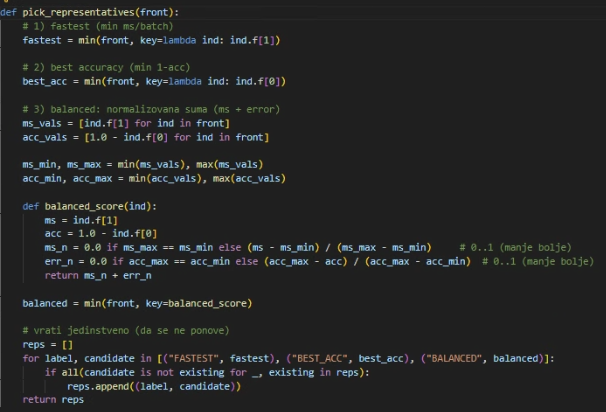 def pick_representatives(front):
    # 1) fastest (min ms/batch)
    fastest = min(front, key=lambda ind: ind.f[1])

    # 2) best accuracy (min 1-acc)
    best_acc = min(front, key=lambda ind: ind.f[0])

    # 3) balanced: normalizovana suma (ms + error)
    ms_vals = [ind.f[1] for ind in front]
    acc_vals = [1.0 - ind.f[0] for ind in front]

    ms_min, ms_max = min(ms_vals), max(ms_vals)
    acc_min, acc_max = min(acc_vals), max(acc_vals)

    def balanced_score(ind):
        ms = ind.f[1]
        acc = 1.0 - ind.f[0]
        ms_n = 0.0 if ms_max == ms_min else (ms - ms_min) / (ms_max - ms_min)    # 0..1 (manje bolje)
        err_n = 0.0 if acc_max == acc_min else (acc_max - acc) / (acc_max - acc_min)  # 0..1 (manje bolje)
        return ms_n + err_n

    balanced = min(front, key=balanced_score)

    # vrati jedinstveno (da se ne ponove)
    reps = []
    for label, candidate in [("FASTEST", fastest), ("BEST_ACC", best_acc), ("BALANCED", balanced)]:
        if all(candidate is not existing for _, existing in reps):
            reps.append((label, candidate))
    return reps